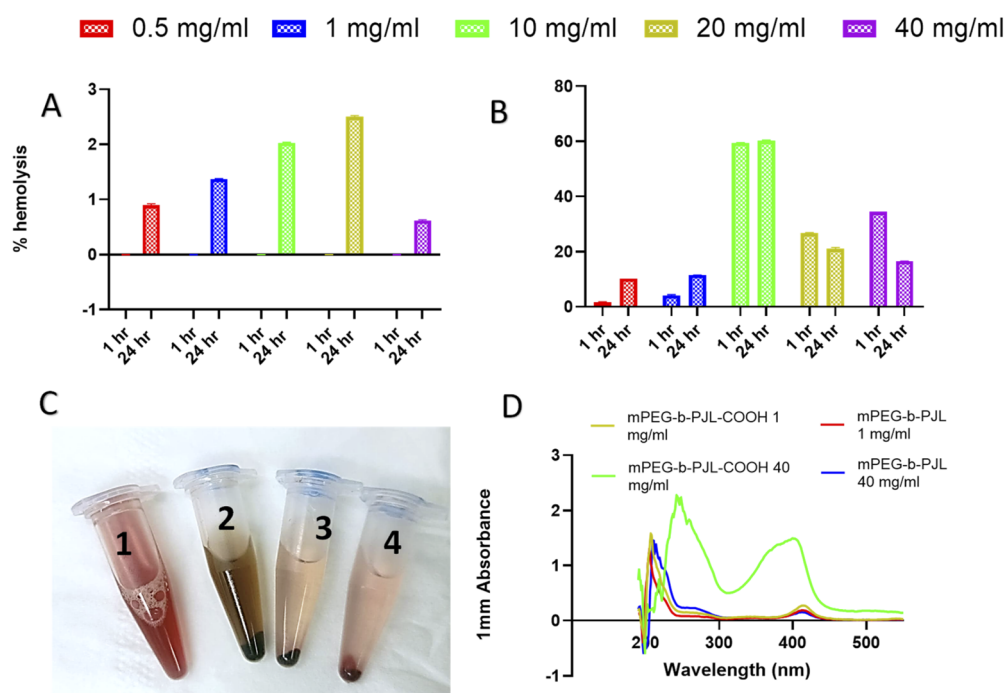 0.5 mg/ml 1 mg/ml 10 mg/ml 20 mg/ml 40 mg/ml
A
% hemolysis
3
2
1
0
-1
1 hr 24 hr 1 hr 24 hr 1 hr 24 hr 1 hr 24 hr 1 hr 24 hr
B
80
60
40
20
0
1 hr 24 hr 1 hr 24 hr 1 hr 24 hr 1 hr 24 hr 1 hr 24 hr
C
1 2 3 4
D
mPEG-b-PJL-COOH 1
mg/ml
mPEG-b-PJL
1 mg/ml
mPEG-b-PJL-COOH 40
mg/ml
mPEG-b-PJL
40 mg/ml
1mm Absorbance
3
2
1
0
-1
200 300 400 500
Wavelength (nm)